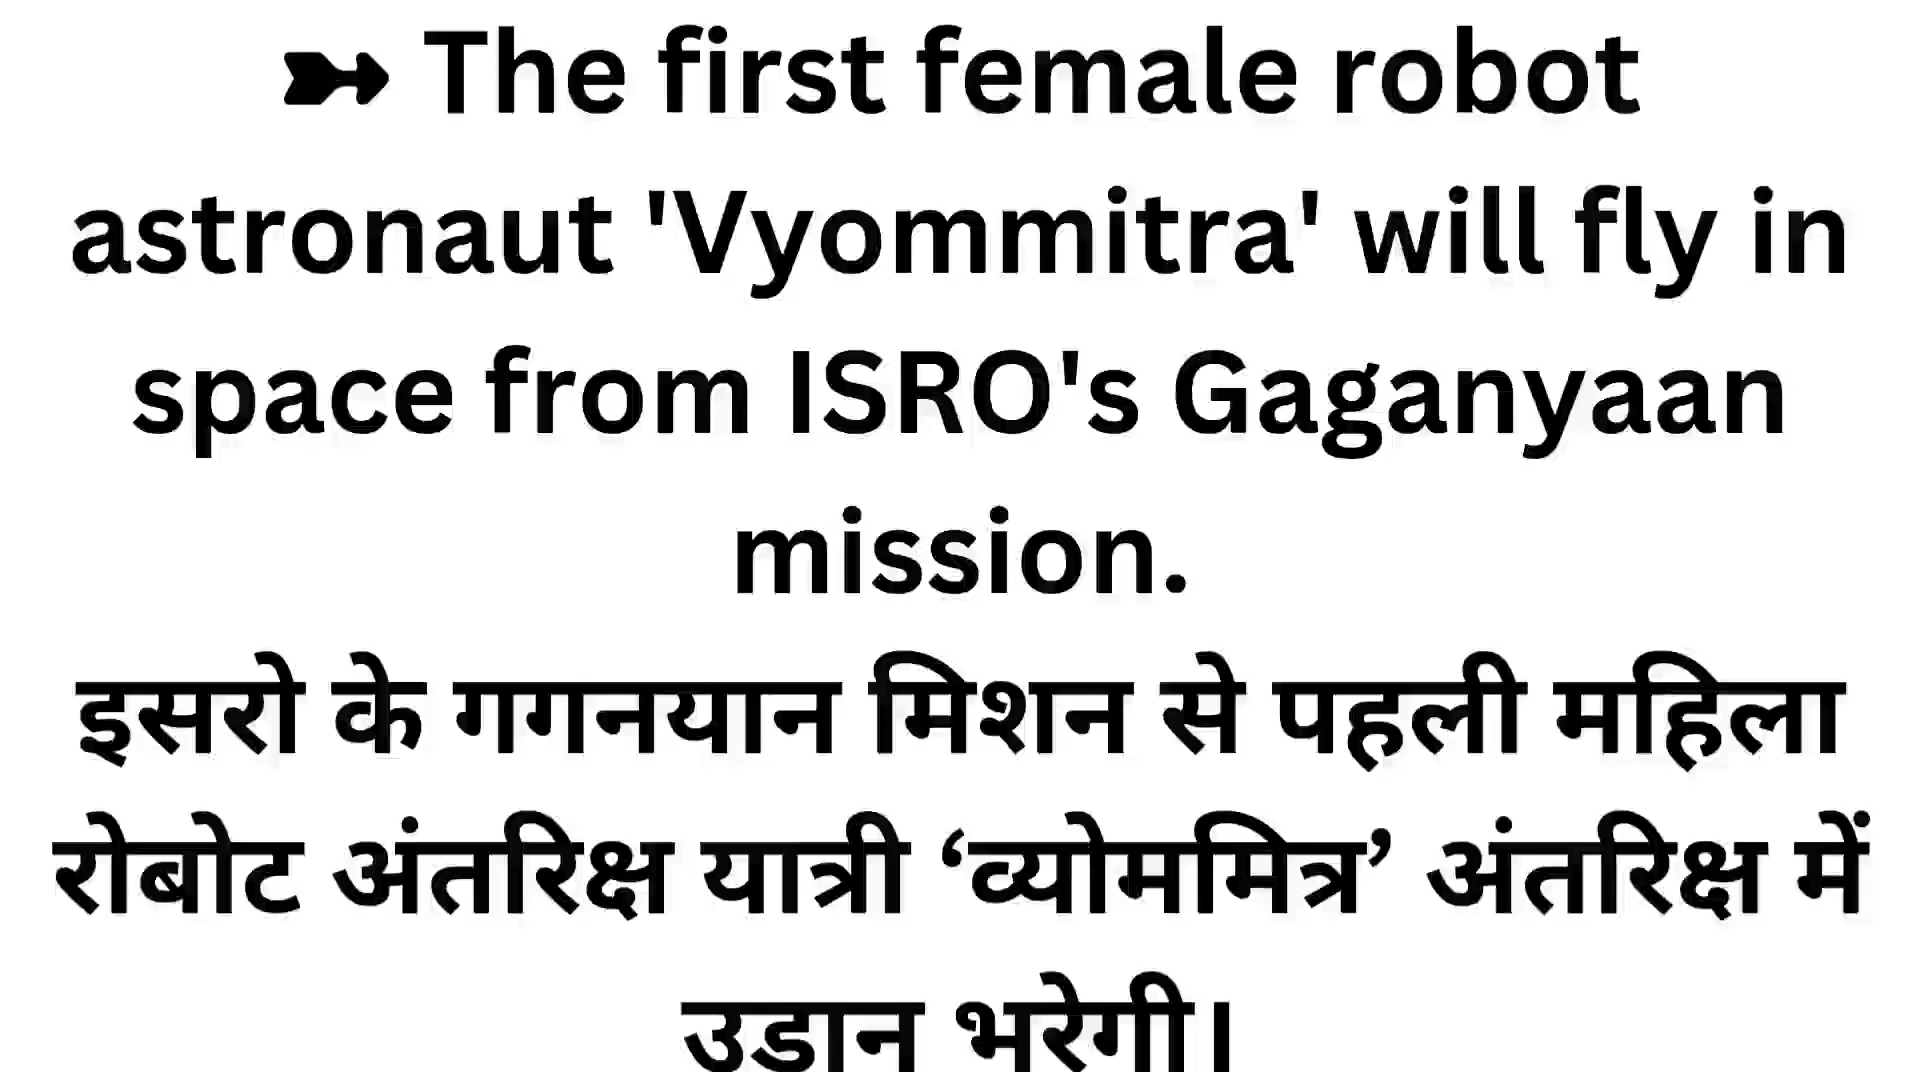 ➳ The first female robot
astronaut 'Vyommitra' will fly in
space from ISRO's Gaganyaan
mission.
इसरो के गगनयान मिशन से पहली महिला
रोबोट अंतरिक्ष यात्री ‘व्योममित्र’ अंतरिक्ष में
उडान भरेगी।